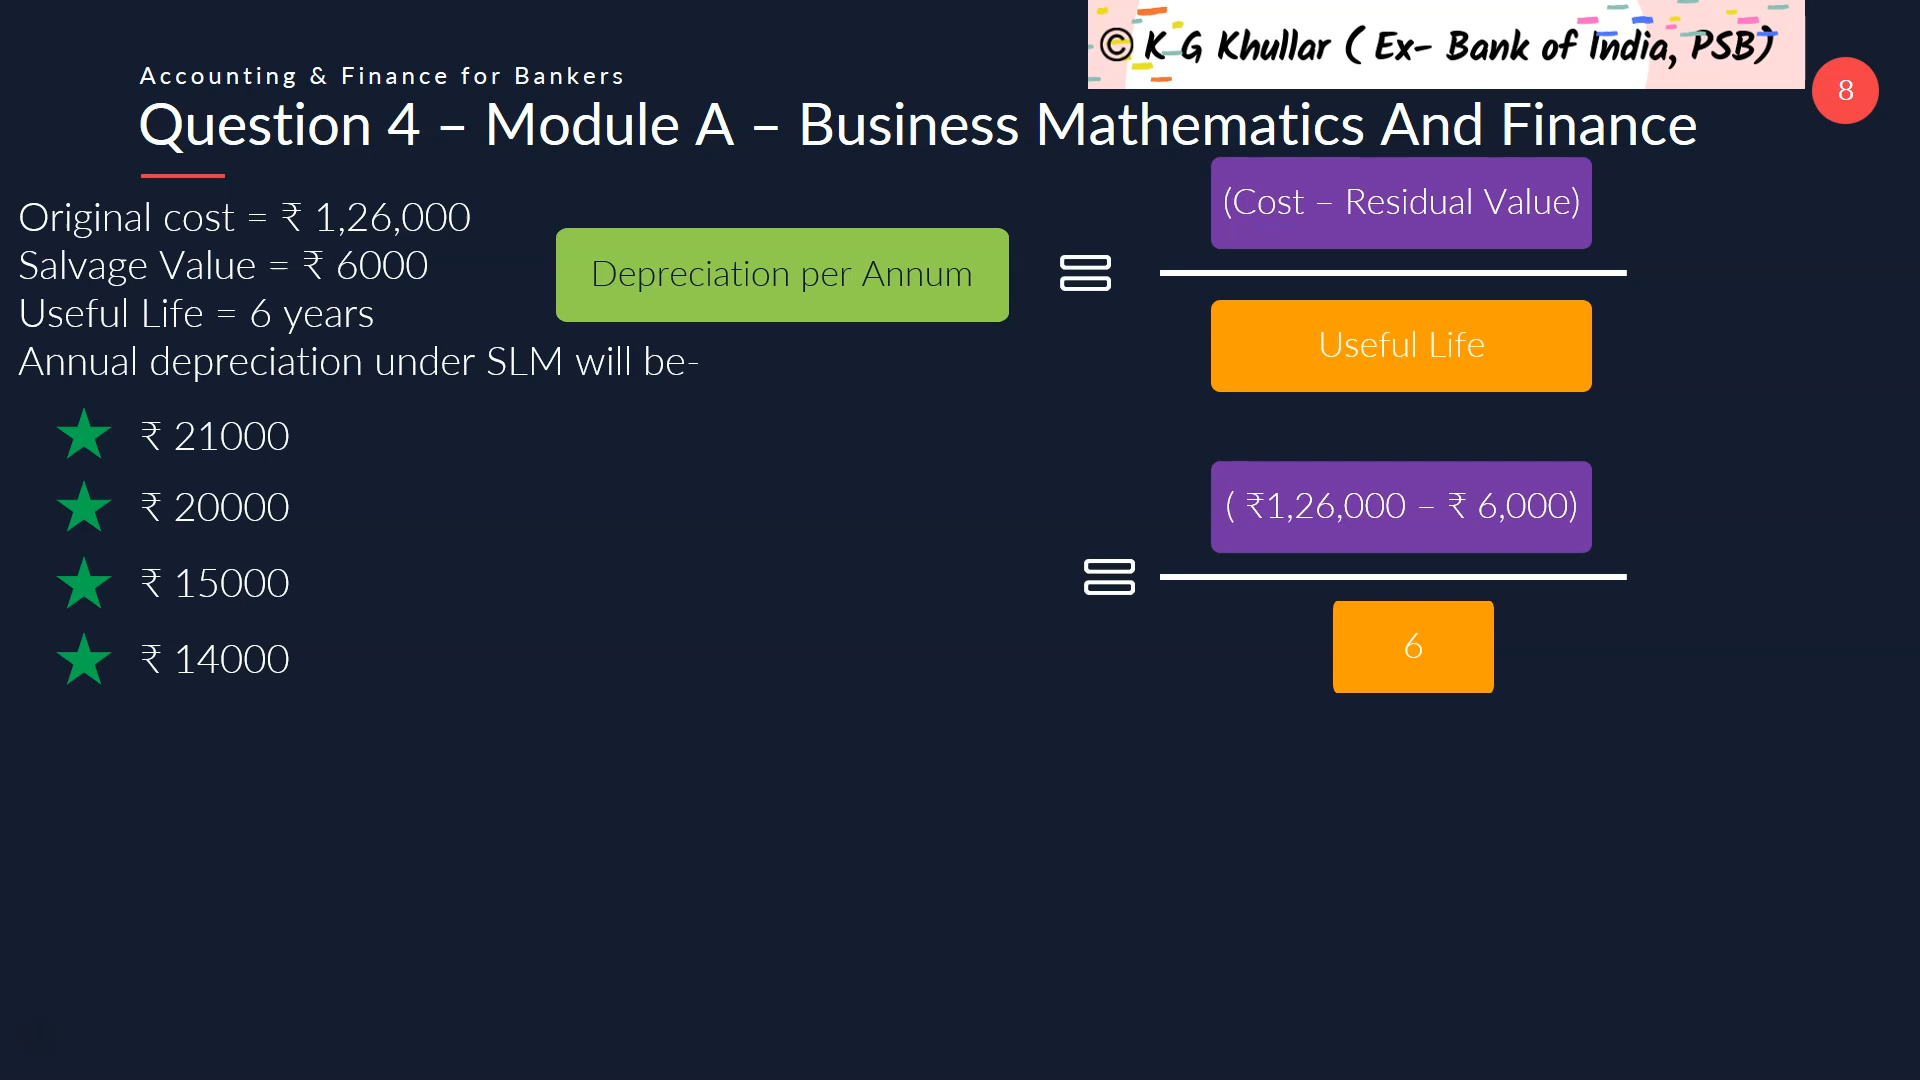 © K G Khullar ( Ex- Bank of India, PSB)
8
Accounting & Finance for Bankers
Question 4 – Module A – Business Mathematics And Finance
Original cost = ₹ 1,26,000
Salvage Value = ₹ 6000
Useful Life = 6 years
Annual depreciation under SLM will be-
₹ 21000
₹ 20000
₹ 15000
₹ 14000
Depreciation per Annum
=
(Cost – Residual Value)
Useful Life
=
( ₹1,26,000 – ₹ 6,000)
6